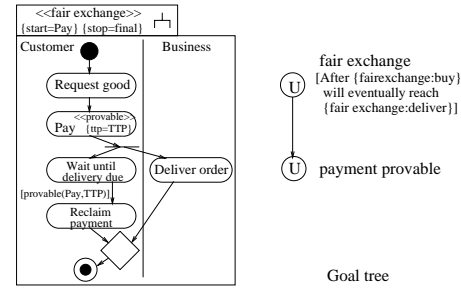 <<fair exchange>>
{start=Pay} {stop=final}
Customer
Business
Request good
<<provable>>
Pay {ttp=TTP}
Wait until
delivery due
Deliver order
[provable(Pay,TTP)]
Reclaim
payment
fair exchange
U [After {fairexchange:buy}
will eventually reach
{fair exchange:deliver}]
U payment provable
Goal tree